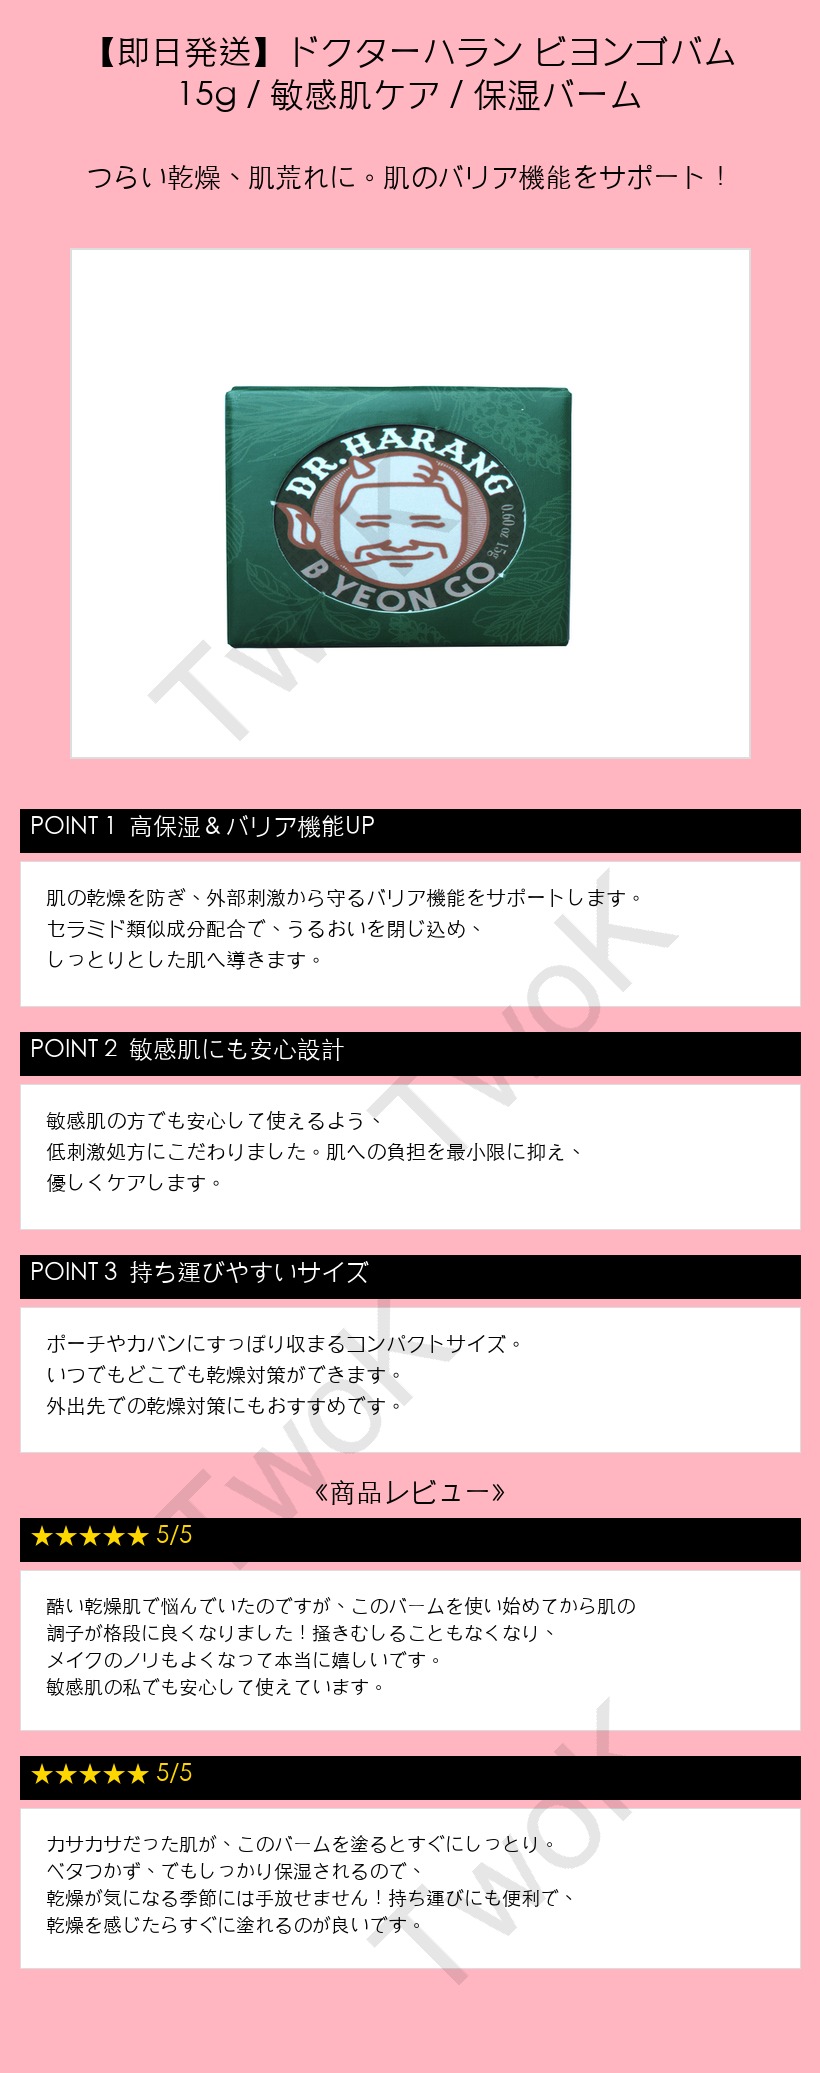 【即日発送】ドクターハラン ビヨンゴバム
15g / 敏感肌ケア / 保湿バーム
つらい乾燥、肌荒れに。肌のバリア機能をサポート！
DR.HARANG
0.60 oz 15g
B YEON GO
TwoK
POINT 1 高保湿＆バリア機能UP
肌の乾燥を防ぎ、外部刺激から守るバリア機能をサポートします。
セラミド類似成分配合で、うるおいを閉じ込め、
しっとりとした肌へ導きます。
TwoK
POINT 2 敏感肌にも安心設計
敏感肌の方でも安心して使えるよう、
低刺激処方にこだわりました。肌への負担を最小限に抑え、
優しくケアします。
POINT 3 持ち運びやすいサイズ
ポーチやカバンにすっぽり収まるコンパクトサイズ。
いつでもどこでも乾燥対策ができます。
外出先での乾燥対策にもおすすめです。
TwoK
《商品レビュー》
★★★★★ 5/5
酷い乾燥肌で悩んでいたのですが、このバームを使い始めてから肌の
調子が格段に良くなりました！掻きむしることもなくなり、
メイクのノリもよくなって本当に嬉しいです。
敏感肌の私でも安心して使えています。
★★★★★ 5/5
カサカサだった肌が、このバームを塗るとすぐにしっとり。
ベタつかず、でもしっかり保湿されるので、
乾燥が気になる季節には手放せません！持ち運びにも便利で、
乾燥を感じたらすぐに塗れるのが良いです。
TwoK